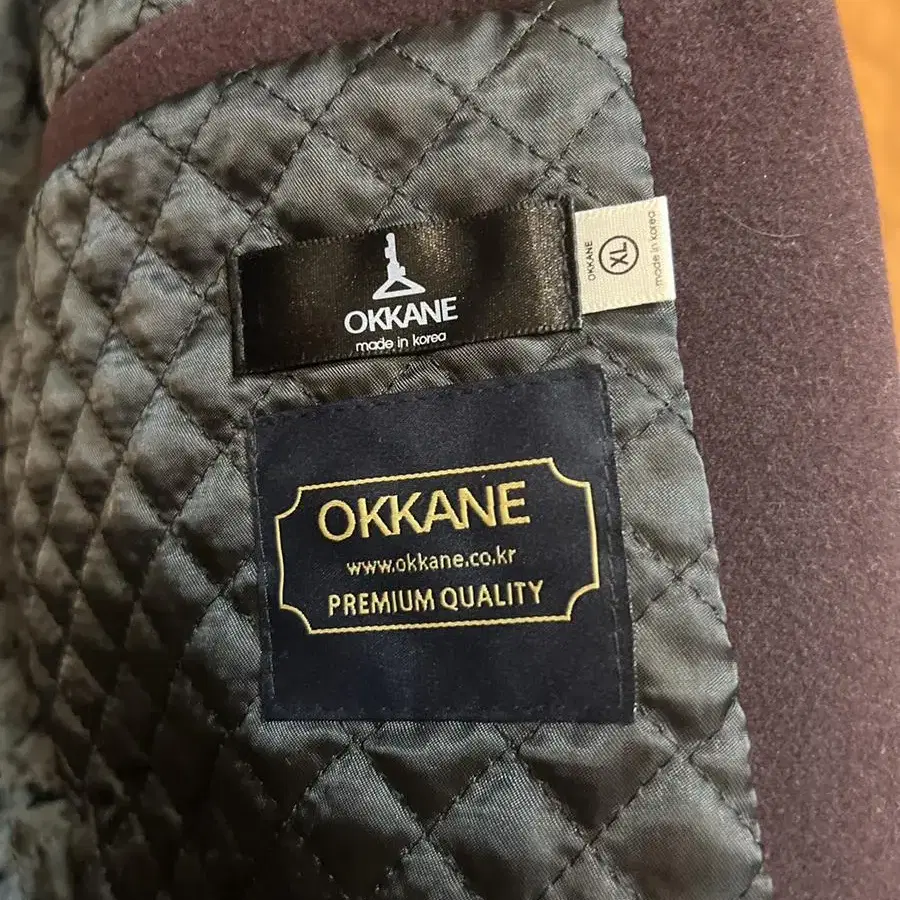 OKKANE
made in korea
OKKANE
XL
made in korea
OKKANE
www.okkane.co.kr
PREMIUM QUALITY